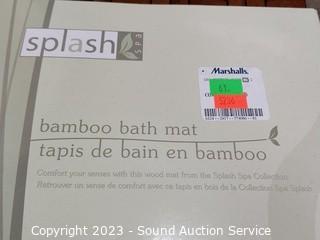 splash
spa
Marshalls.
bamboo bath mat
tapis de bain en bamboo
Comfort your senses with this wood mat from the Splash Spa Collection.
Retrouver un sense de comfort avec ce tapis en bois de la Collection Spa Splash
Copyright 2023 - Sound Auction Service